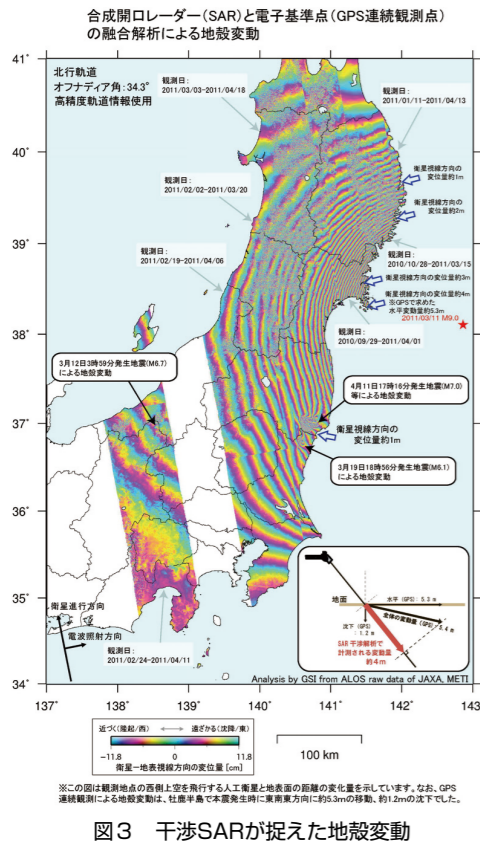 合成開口レーダー(SAR)と電子基準点(GPS連続観測点)
の融合解析による地殻変動
41°
40°
39°
38°
37°
36°
35°
34°
北行軌道
オフナディア角:34.3°
高精度軌道情報使用
観測日:
2011/03/03-2011/04/18
観測日:
2011/01/11-2011/04/13
衛星視線方向の
変位量約1m
観測日:
2011/02/02-2011/03/20
衛星視線方向の
変位量約2m
観測日:
2011/02/19-2011/04/06
観測日:
2010/10/28-2011/03/15
衛星視線方向の変位量約3m
衛星視線方向の変位量約4m
※GPSで求めた
水平変動量約5.3m
2011/03/11 M9.0
観測日:
2010/09/29-2011/04/01
3月12日3時59分発生地震(M6.7)
による地殻変動
4月11日17時16分発生地震(M7.0)
等による地殻変動
衛星視線方向の
変位量約1m
3月19日18時56分発生地震(M6.1)
による地殻変動
衛星進行方向
電波照射方向
観測日:
2011/02/24-2011/04/11
地面
水平(GPS):5.3 m
沈下(GPS)
:1.2 m
全体の変動量(GPS):5.4 m
SAR 干渉解析で
計測される変動量
約4m
Analysis by GSI from ALOS raw data of JAXA, METI
137° 138° 139° 140° 141° 142° 143°
近づく(隆起/西) 遠ざかる(沈降/東)
-11.8 0 11.8
衛星−地表視線方向の変位量 [cm]
100 km
※この図は観測地点の西側上空を飛行する人工衛星と地表面の距離の変化量を示しています。なお、GPS
連続観測による地殻変動は、牡鹿半島で本震発生時に東南東方向に約5.3mの移動、約1.2mの沈下でした。
図3 干渉SARが捉えた地殻変動